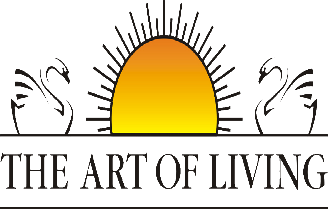 THE ART OF LIVING